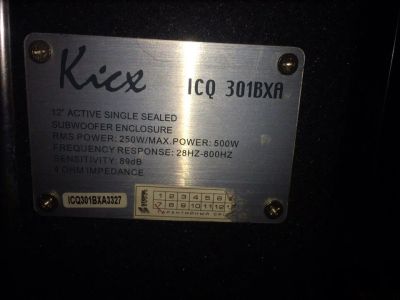 Kicx ICQ 301BXA
12" ACTIVE SINGLE SEALED
SUBWOOFER ENCLOSURE
RMS POWER: 250W/MAX.POWER: 500W
FREQUENCY RESPONSE: 28HZ-800HZ
SENSITIVITY: 89dB
4 OHM IMPEDANCE
ICQ301BXA3327
1 2 3 4 5 6
7 8 9 10 11 12
ГАРАНТИЙНЫЙ